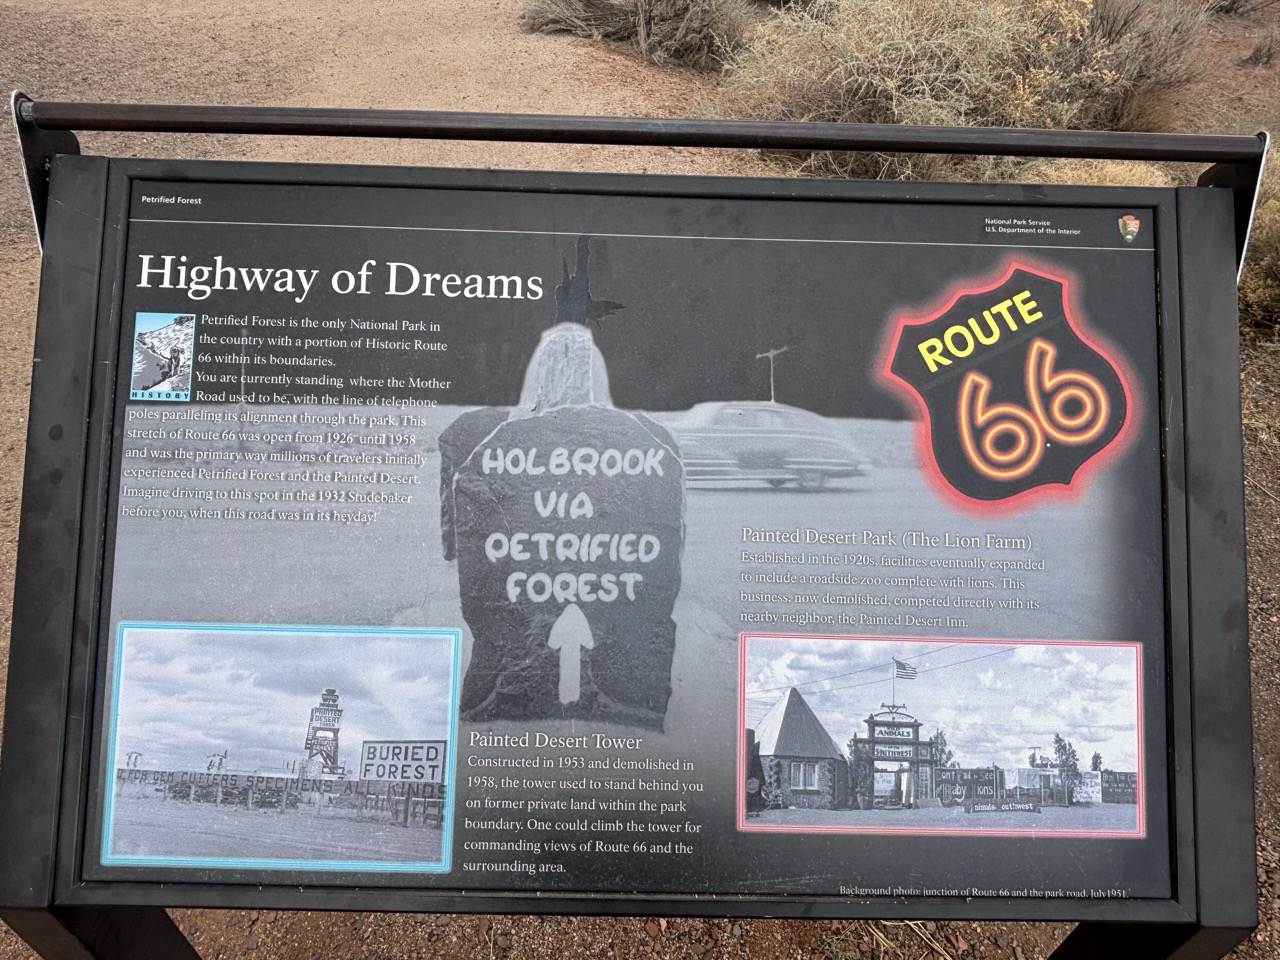 Petrified Forest
National Park Service
U.S. Department of the Interior
Highway of Dreams
HISTORY
Petrified Forest is the only National Park in
the country with a portion of Historic Route
66 within its boundaries.
You are currently standing where the Mother
Road used to be, with the line of telephone
poles paralleling its alignment through the park. This
stretch of Route 66 was open from 1926 until 1958
and was the primary way millions of travelers initially
experienced Petrified Forest and the Painted Desert.
Imagine driving to this spot in the 1932 Studebaker
before you, when this road was in its heyday!
ROUTE
66
HOLBROOK
VIA
PETRIFIED
FOREST
Painted Desert Park (The Lion Farm)
Established in the 1920s, facilities eventually expanded
to include a roadside zoo complete with lions. This
business, now demolished, competed directly with its
nearby neighbor, the Painted Desert Inn.
PAINTED
DESERT
TOWER
PETRIFIED
FOREST
BURIED
FOREST
FOR GEM CUTTERS SPECIMENS ALL KINDS
Painted Desert Tower
Constructed in 1953 and demolished in
1958, the tower used to stand behind you
on former private land within the park
boundary. One could climb the tower for
commanding views of Route 66 and the
surrounding area.
ANIMALS
SOUTHWEST
See
Baby Lions
Background photo: junction of Route 66 and the park road, July 1951.